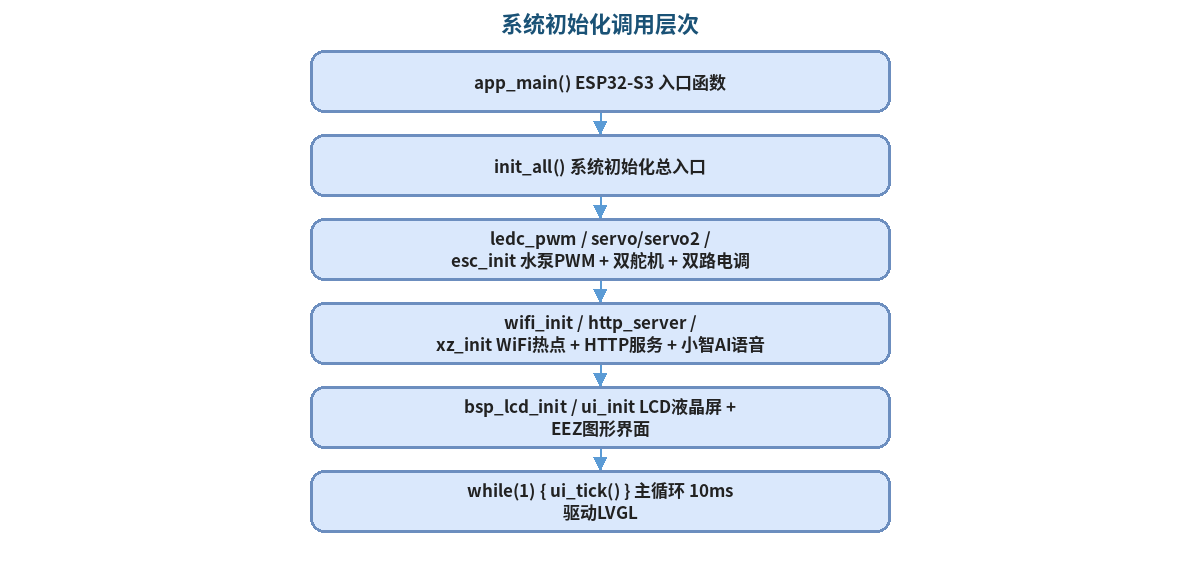 系统初始化调用层次
app_main() ESP32-S3 入口函数
init_all() 系统初始化总入口
ledc_pwm / servo/servo2 /
esc_init 水泵PWM + 双舵机 + 双路电调
wifi_init / http_server /
xz_init WiFi热点 + HTTP服务 + 小智AI语音
bsp_lcd_init / ui_init LCD液晶屏 +
EEZ图形界面
while(1) { ui_tick() } 主循环 10ms
驱动LVGL